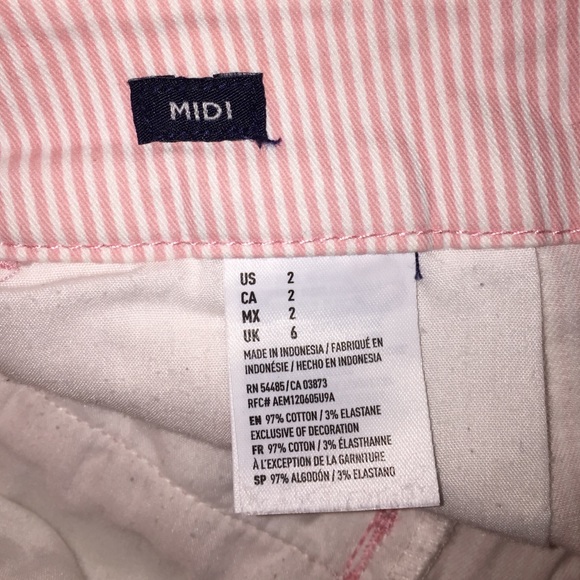 MIDI
US 2
CA 2
MX 2
UK 6
MADE IN INDONESIA / FABRIQUÉ EN
INDONÉSIE / HECHO EN INDONESIA
RN 54485/CA 03873
RFC# AEM120605U9A
EN 97% COTTON / 3% ELASTANE
EXCLUSIVE OF DECORATION
FR 97% COTON / 3% ÉLASTHANNE
À L'EXCEPTION DE LA GARNITURE
SP 97% ALGODÓN / 3% ELASTANO